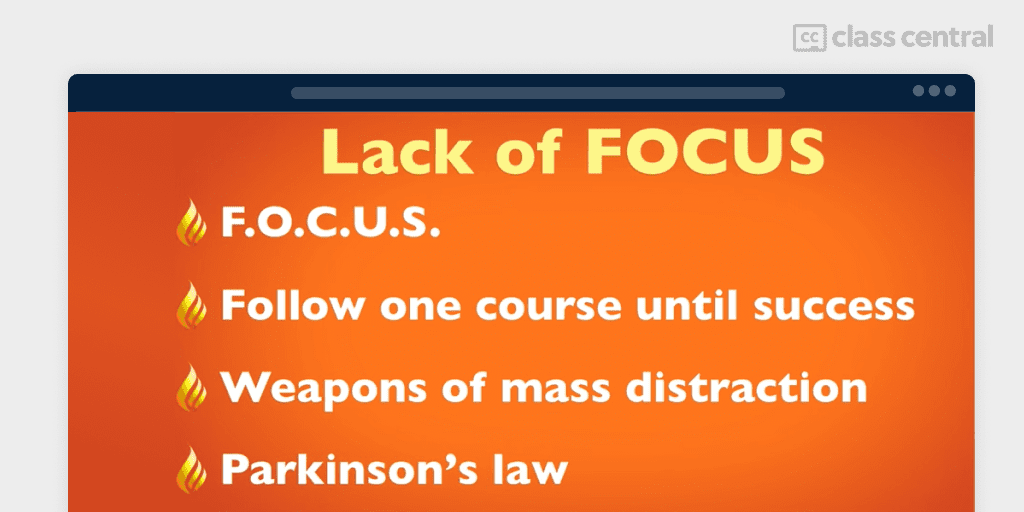 cc class central
Lack of FOCUS
F.O.C.U.S.
Follow one course until success
Weapons of mass distraction
Parkinson’s law